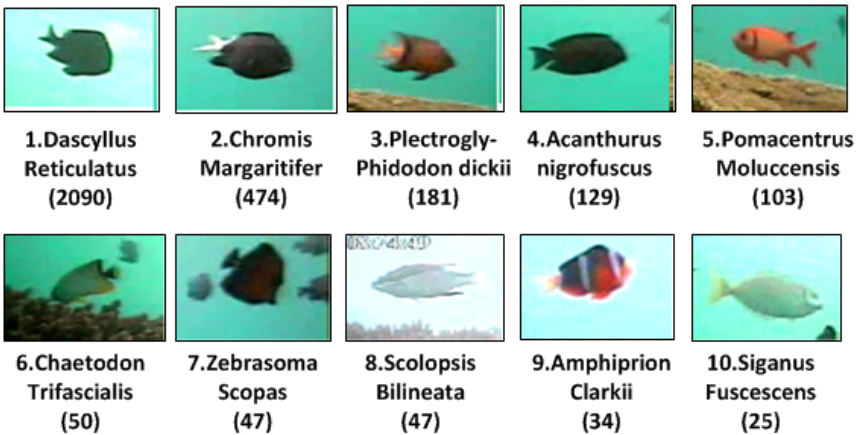 1.Dascyllus
Reticulatus
(2090)
2.Chromis
Margaritifer
(474)
3.Plectrogly-
Phidodon dickii
(181)
4.Acanthurus
nigrofuscus
(129)
5.Pomacentrus
Moluccensis
(103)
6.Chaetodon
Trifascialis
(50)
7.Zebrasoma
Scopas
(47)
8.Scolopsis
Bilineata
(47)
9.Amphiprion
Clarkii
(34)
10.Siganus
Fuscescens
(25)